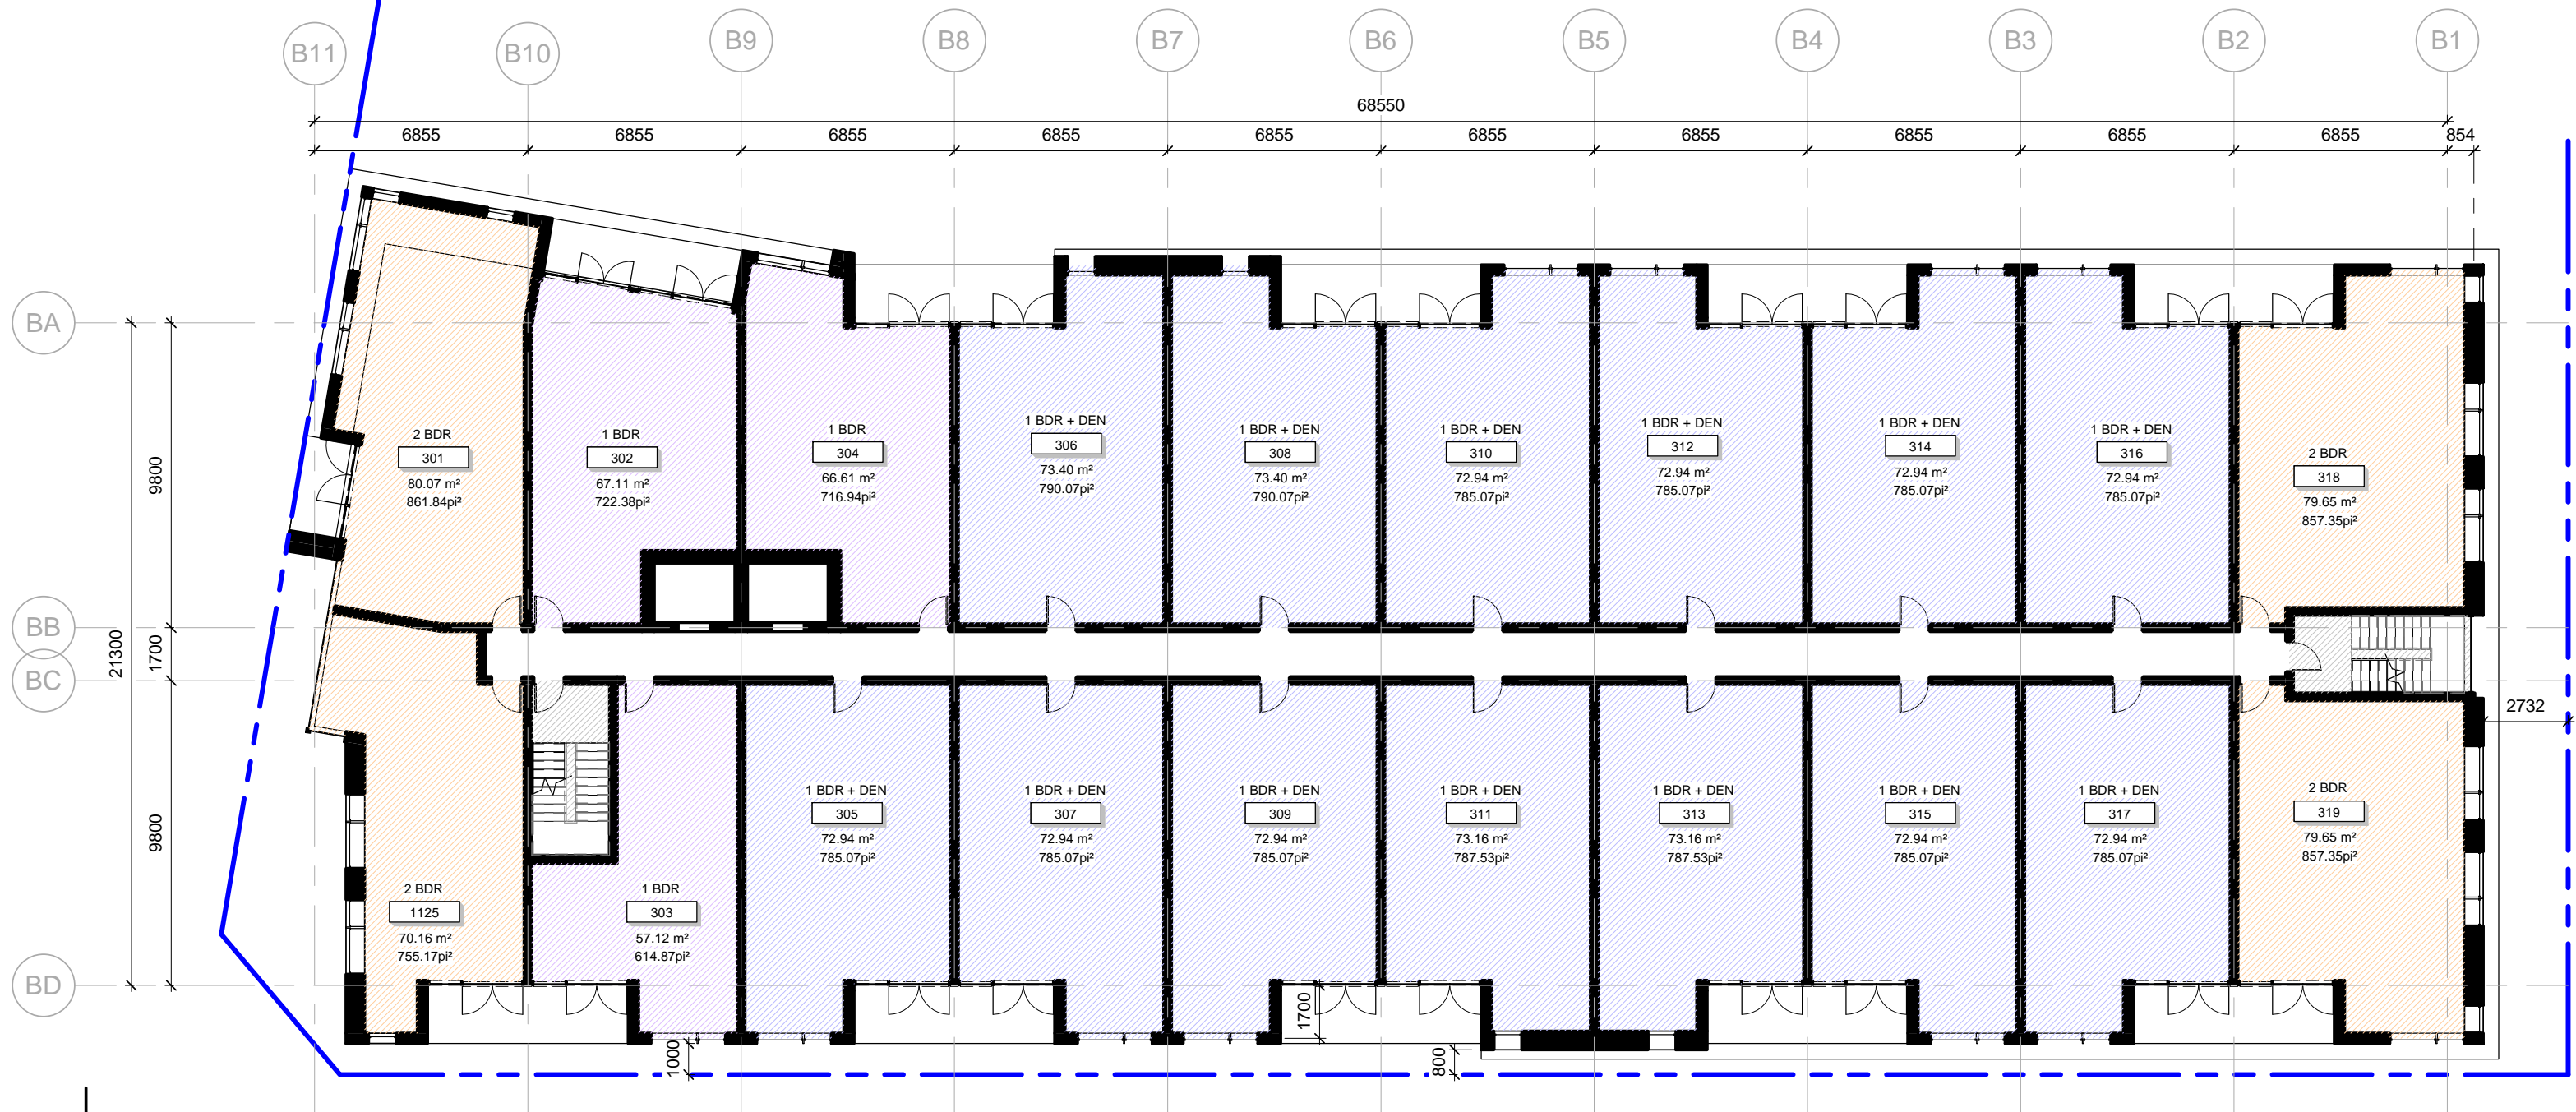 B11
B10
B9
B8
B7
B6
B5
B4
B3
B2
B1
68550
6855
6855
6855
6855
6855
6855
6855
6855
6855
6855
854
BA
BB
BC
BD
21300
9800
1700
9800
2 BDR
301
80.07 m²
861.84pi²
1 BDR
302
67.11 m²
722.38pi²
1 BDR
304
66.61 m²
716.94pi²
1 BDR + DEN
306
73.40 m²
790.07pi²
1 BDR + DEN
308
73.40 m²
790.07pi²
1 BDR + DEN
310
72.94 m²
785.07pi²
1 BDR + DEN
312
72.94 m²
785.07pi²
1 BDR + DEN
314
72.94 m²
785.07pi²
1 BDR + DEN
316
72.94 m²
785.07pi²
2 BDR
318
79.65 m²
857.35pi²
2732
2 BDR
1125
70.16 m²
755.17pi²
1 BDR
303
57.12 m²
614.87pi²
1 BDR + DEN
305
72.94 m²
785.07pi²
1 BDR + DEN
307
72.94 m²
785.07pi²
1 BDR + DEN
309
72.94 m²
785.07pi²
1 BDR + DEN
311
73.16 m²
787.53pi²
1 BDR + DEN
313
73.16 m²
787.53pi²
1 BDR + DEN
315
72.94 m²
785.07pi²
1 BDR + DEN
317
72.94 m²
785.07pi²
2 BDR
319
79.65 m²
857.35pi²
1000
1700
800